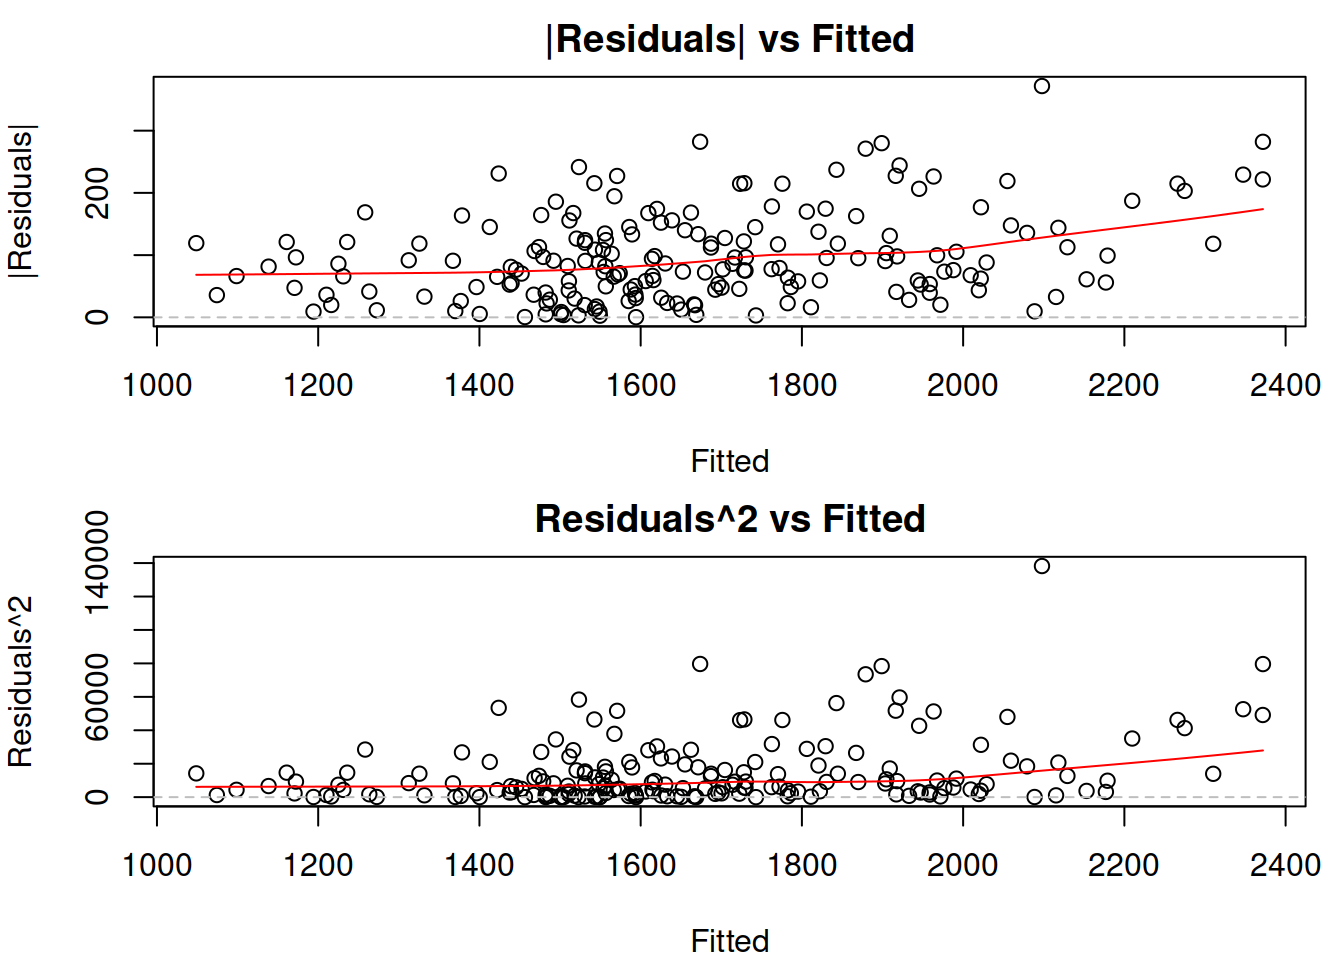 |Residuals| vs Fitted
|Residuals|
200
0
1000 1200 1400 1600 1800 2000 2200 2400
Fitted
Residuals^2 vs Fitted
Residuals^2
140000
60000
0
1000 1200 1400 1600 1800 2000 2200 2400
Fitted